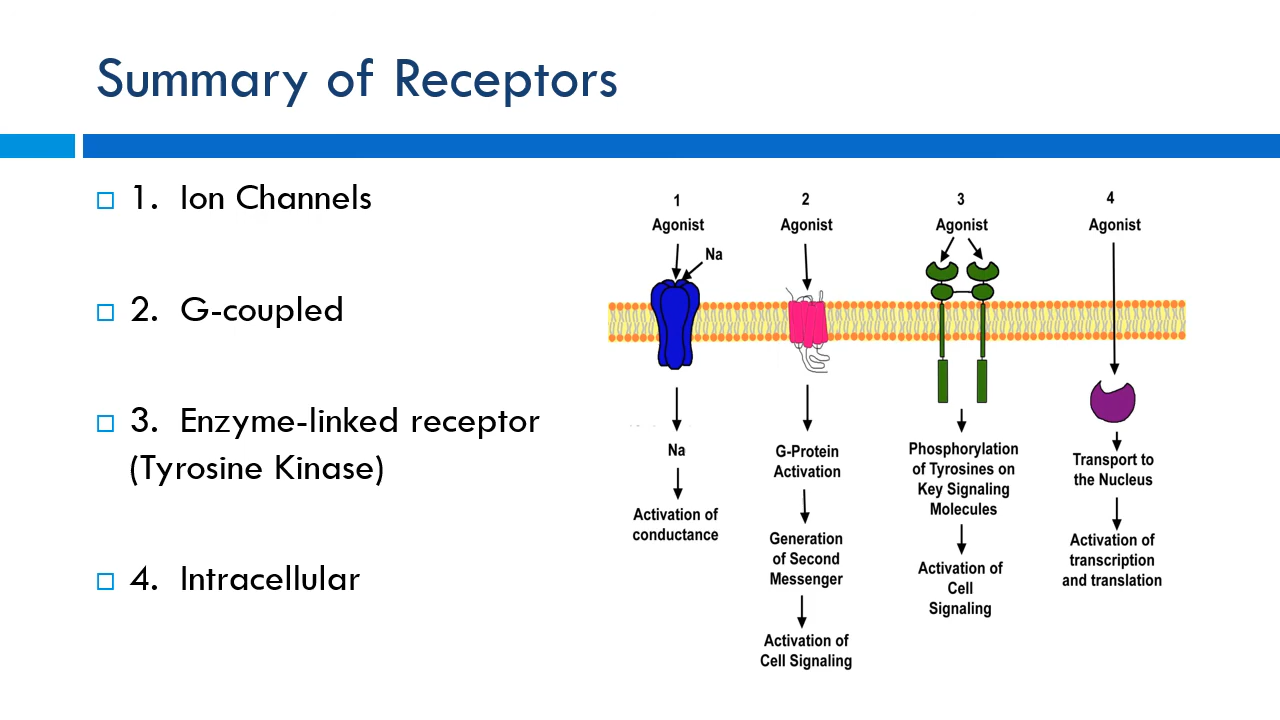 Summary of Receptors
1. Ion Channels
2. G-coupled
3. Enzyme-linked receptor
(Tyrosine Kinase)
4. Intracellular
1
Agonist
Na
Na
Activation of
conductance
2
Agonist
G-Protein
Activation
Generation
of Second
Messenger
Activation of
Cell Signaling
3
Agonist
Phosphorylation
of Tyrosines on
Key Signaling
Molecules
Activation of
Cell
Signaling
4
Agonist
Transport to
the Nucleus
Activation of
transcription
and translation